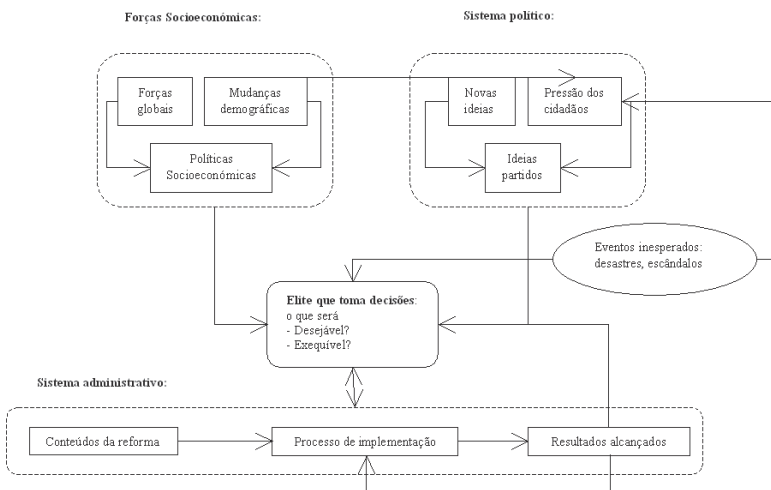 Forças Socioeconómicas:
Sistema político:
Forças
globais
Mudanças
demográficas
Novas
ideias
Pressão dos
cidadãos
Políticas
Socioeconómicas
Ideias
partidos
Eventos inesperados:
desastres, escândalos
Elite que toma decisões:
o que será
- Desejável?
- Exequível?
Sistema administrativo:
Conteúdos da reforma
Processo de implementação
Resultados alcançados